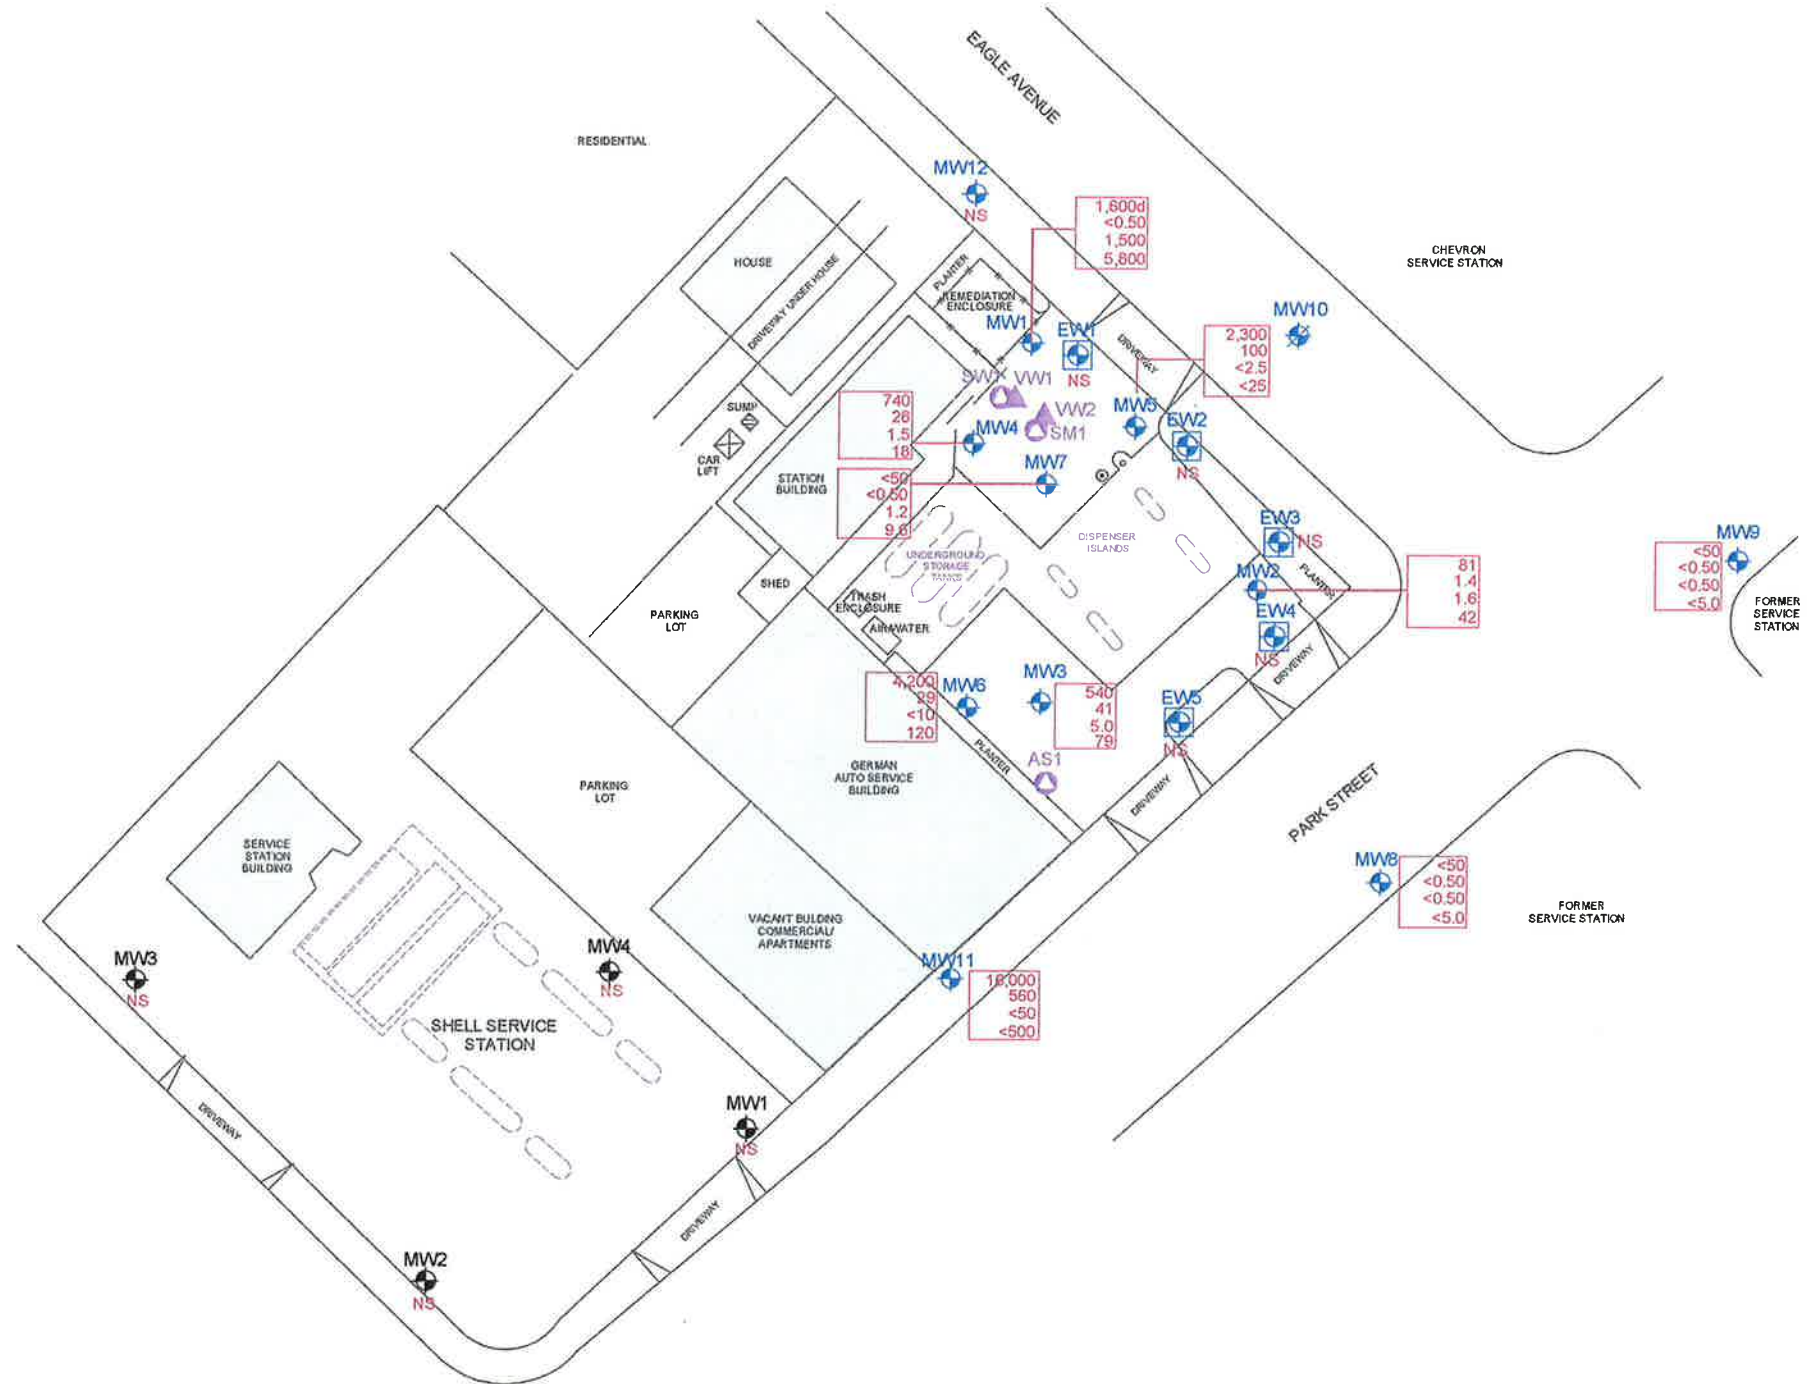 EAGLE AVENUE
RESIDENTIAL
MW12
NS
1,600d
<0.50
1,500
5,800
CHEVRON
SERVICE STATION
HOUSE
DRIVEWAY UNDER HOUSE
PLANTER
REMEDIATION
ENCLOSURE
MW1
EW1
NS
DRIVEWAY
MW10
2,300
100
<2.5
<25
SW1
VW1
VW2
SM1
MW5
EW2
NS
740
26
1.5
18
MW4
SUMP
CAR
LIFT
STATION
BUILDING
<50
<0.50
1.2
9.6
MW7
DISPENSER
ISLANDS
UNDERGROUND
STORAGE
TANKS
EW3
NS
MW2
PLANTER
81
1.4
1.6
42
MW9
<50
<0.50
<0.50
<5.0
FORMER
SERVICE
STATION
SHED
TRASH
ENCLOSURE
AIR/WATER
PARKING
LOT
EW4
NS
DRIVEWAY
4,200
29
<10
120
MW6
MW3
540
41
5.0
79
EW5
NS
PLANTER
AS1
DRIVEWAY
GERMAN
AUTO SERVICE
BUILDING
PARKING
LOT
PARK STREET
SERVICE
STATION
BUILDING
MW8
<50
<0.50
<0.50
<5.0
FORMER
SERVICE STATION
VACANT BULDING
COMMERCIAL/
APARTMENTS
MW11
16,000
560
<50
<500
MW3
NS
MW4
NS
SHELL SERVICE
STATION
MW1
NS
DRIVEWAY
DRIVEWAY
MW2
NS